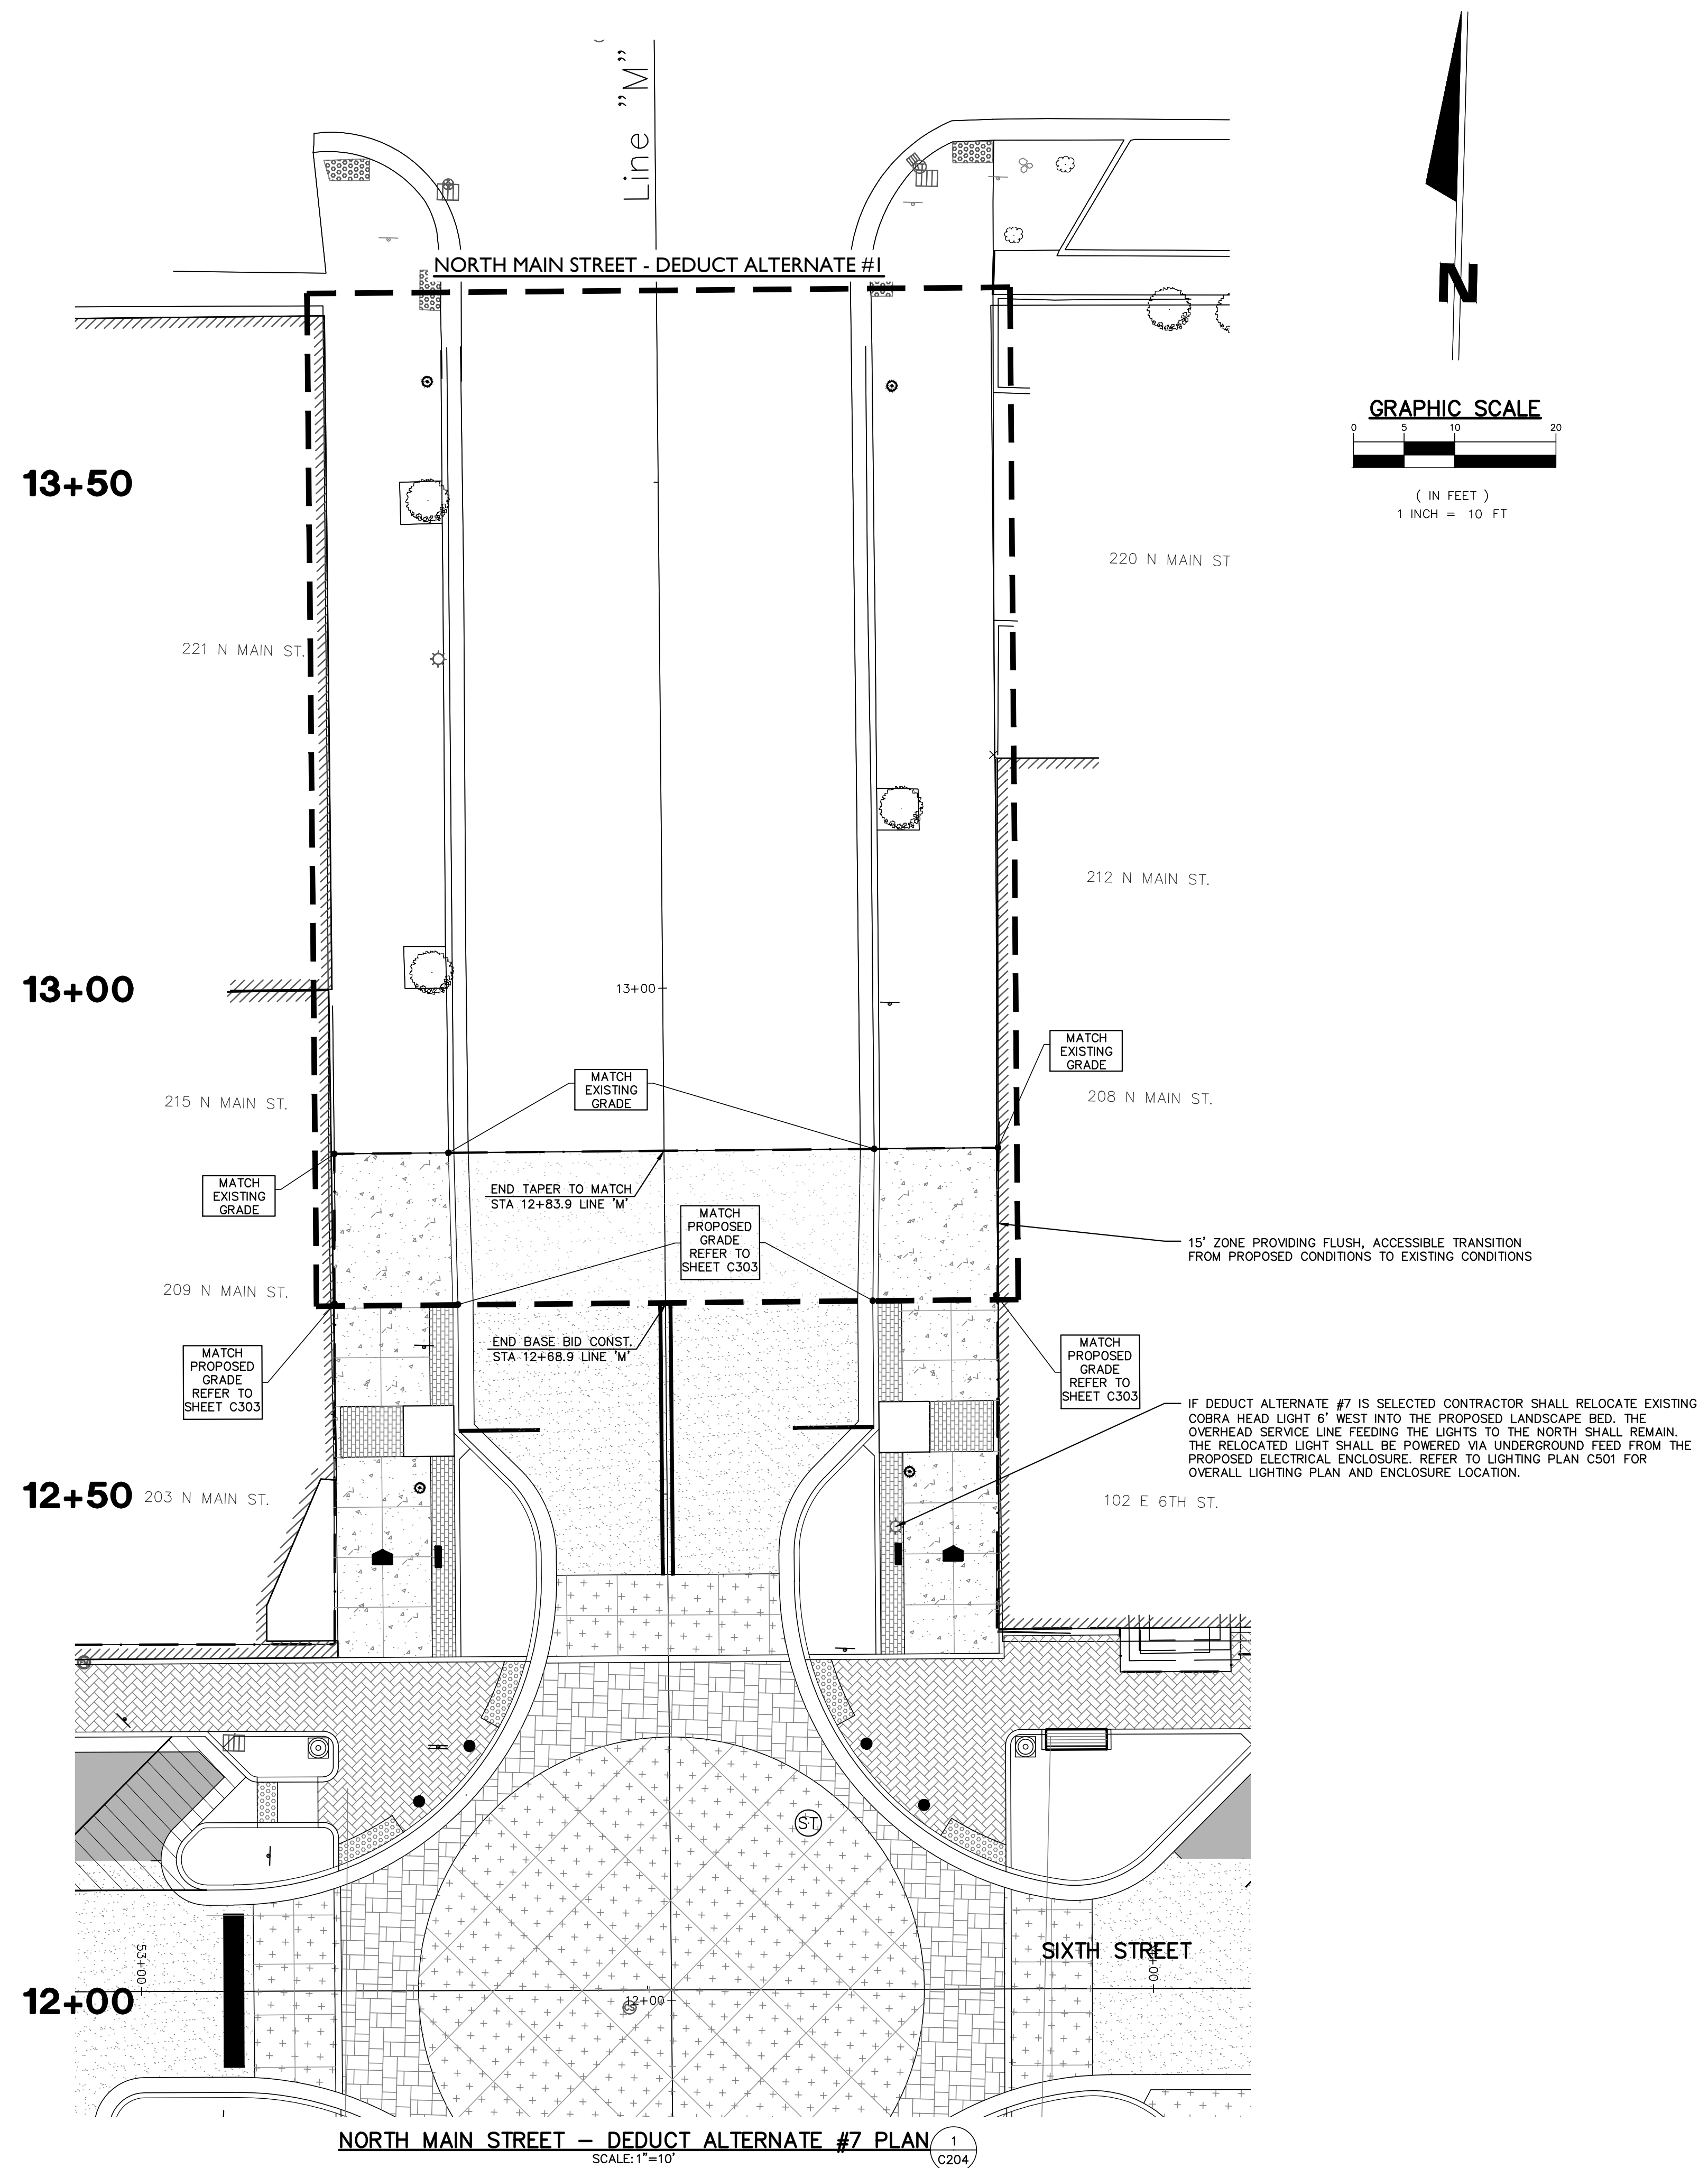 Line "M"
N
NORTH MAIN STREET - DEDUCT ALTERNATE #1
GRAPHIC SCALE
0 5 10 20
( IN FEET )
1 INCH = 10 FT
13+50
220 N MAIN ST
221 N MAIN ST.
212 N MAIN ST.
13+00
13+00
MATCH
EXISTING
GRADE
MATCH
EXISTING
GRADE
215 N MAIN ST.
208 N MAIN ST.
MATCH
EXISTING
GRADE
END TAPER TO MATCH
STA 12+83.9 LINE 'M'
MATCH
PROPOSED
GRADE
REFER TO
SHEET C303
15' ZONE PROVIDING FLUSH, ACCESSIBLE TRANSITION
FROM PROPOSED CONDITIONS TO EXISTING CONDITIONS
209 N MAIN ST.
END BASE BID CONST.
STA 12+68.9 LINE 'M'
MATCH
PROPOSED
GRADE
REFER TO
SHEET C303
MATCH
PROPOSED
GRADE
REFER TO
SHEET C303
IF DEDUCT ALTERNATE #7 IS SELECTED CONTRACTOR SHALL RELOCATE EXISTING
COBRA HEAD LIGHT 6' WEST INTO THE PROPOSED LANDSCAPE BED. THE
OVERHEAD SERVICE LINE FEEDING THE LIGHTS TO THE NORTH SHALL REMAIN.
THE RELOCATED LIGHT SHALL BE POWERED VIA UNDERGROUND FEED FROM THE
PROPOSED ELECTRICAL ENCLOSURE. REFER TO LIGHTING PLAN C501 FOR
OVERALL LIGHTING PLAN AND ENCLOSURE LOCATION.
12+50
203 N MAIN ST.
102 E 6TH ST.
ST
53+00
SIXTH STREET
12+00
12+00
NORTH MAIN STREET – DEDUCT ALTERNATE #7 PLAN
1
C204
SCALE: 1"=10'